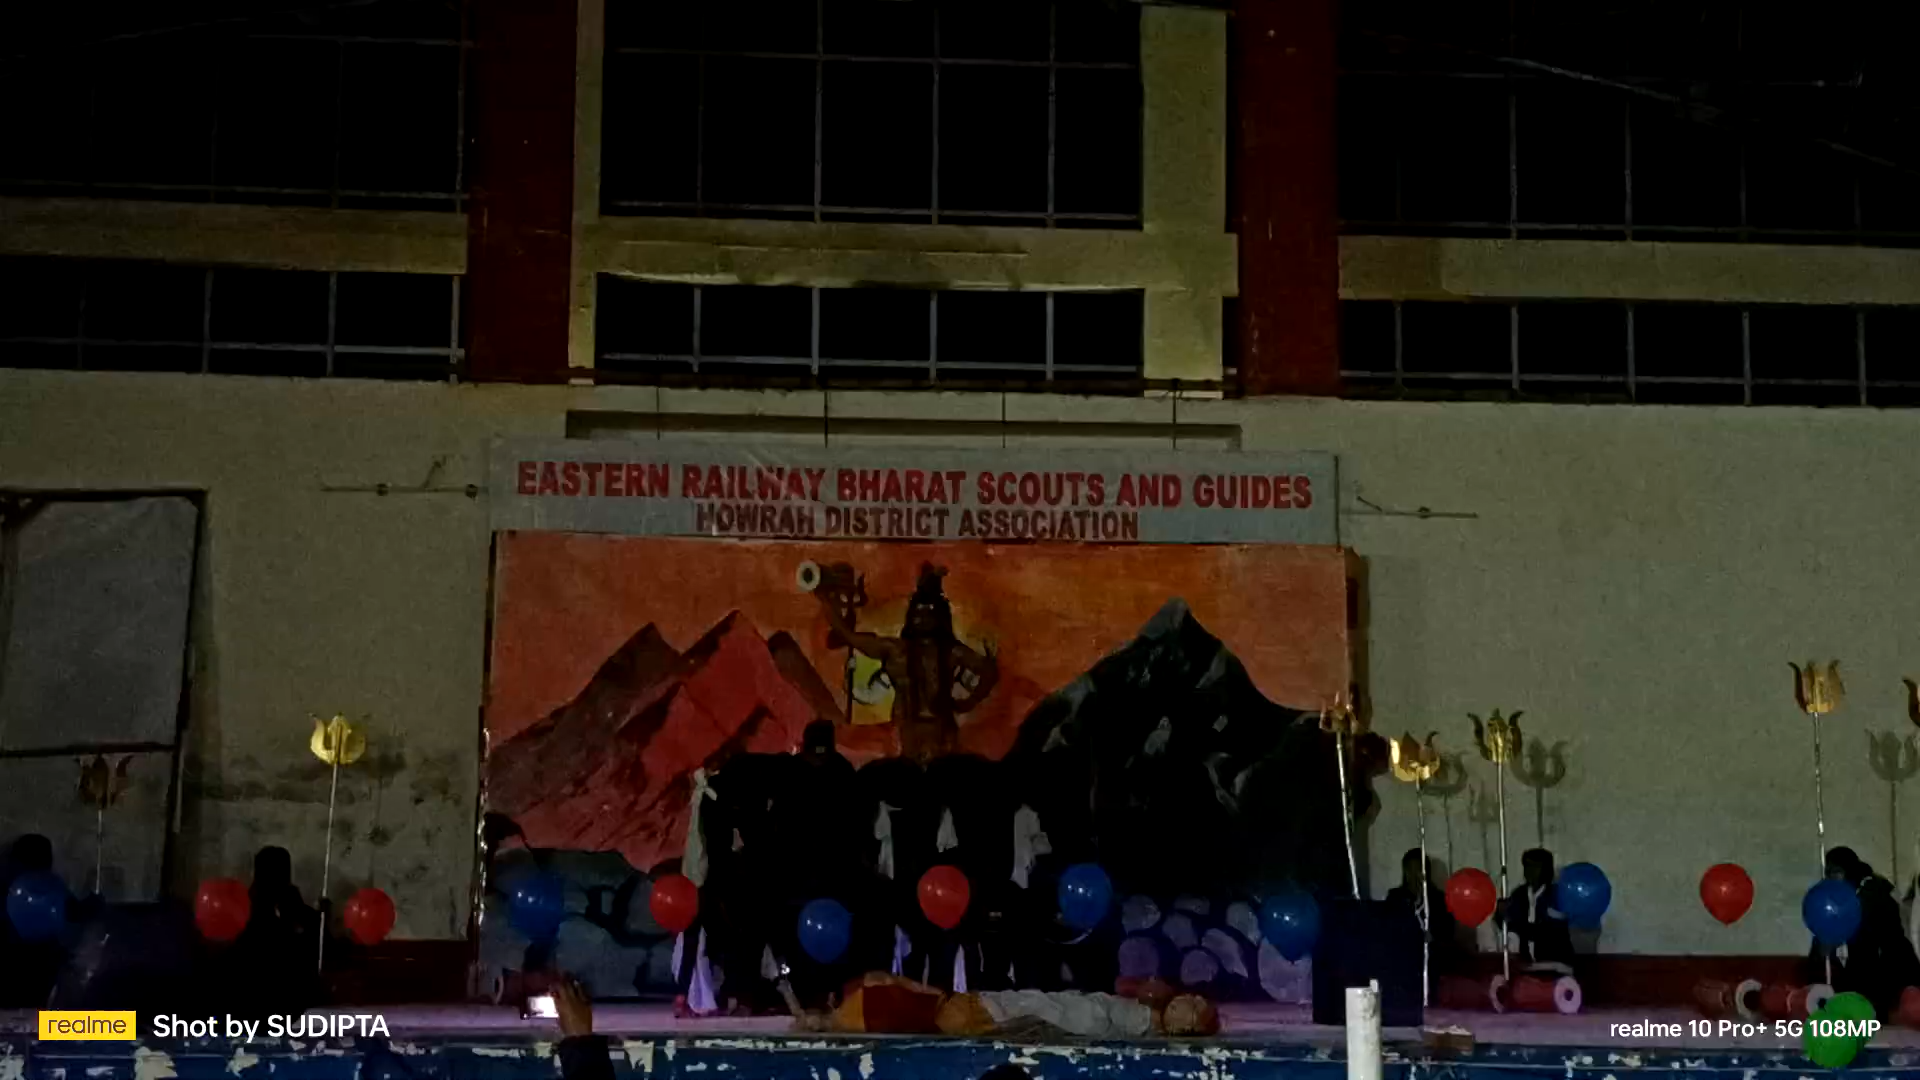 EASTERN RAILWAY BHARAT SCOUTS AND GUIDES
HOWRAH DISTRICT ASSOCIATION
realme Shot by SUDIPTA
realme 10 Pro+ 5G 108MP